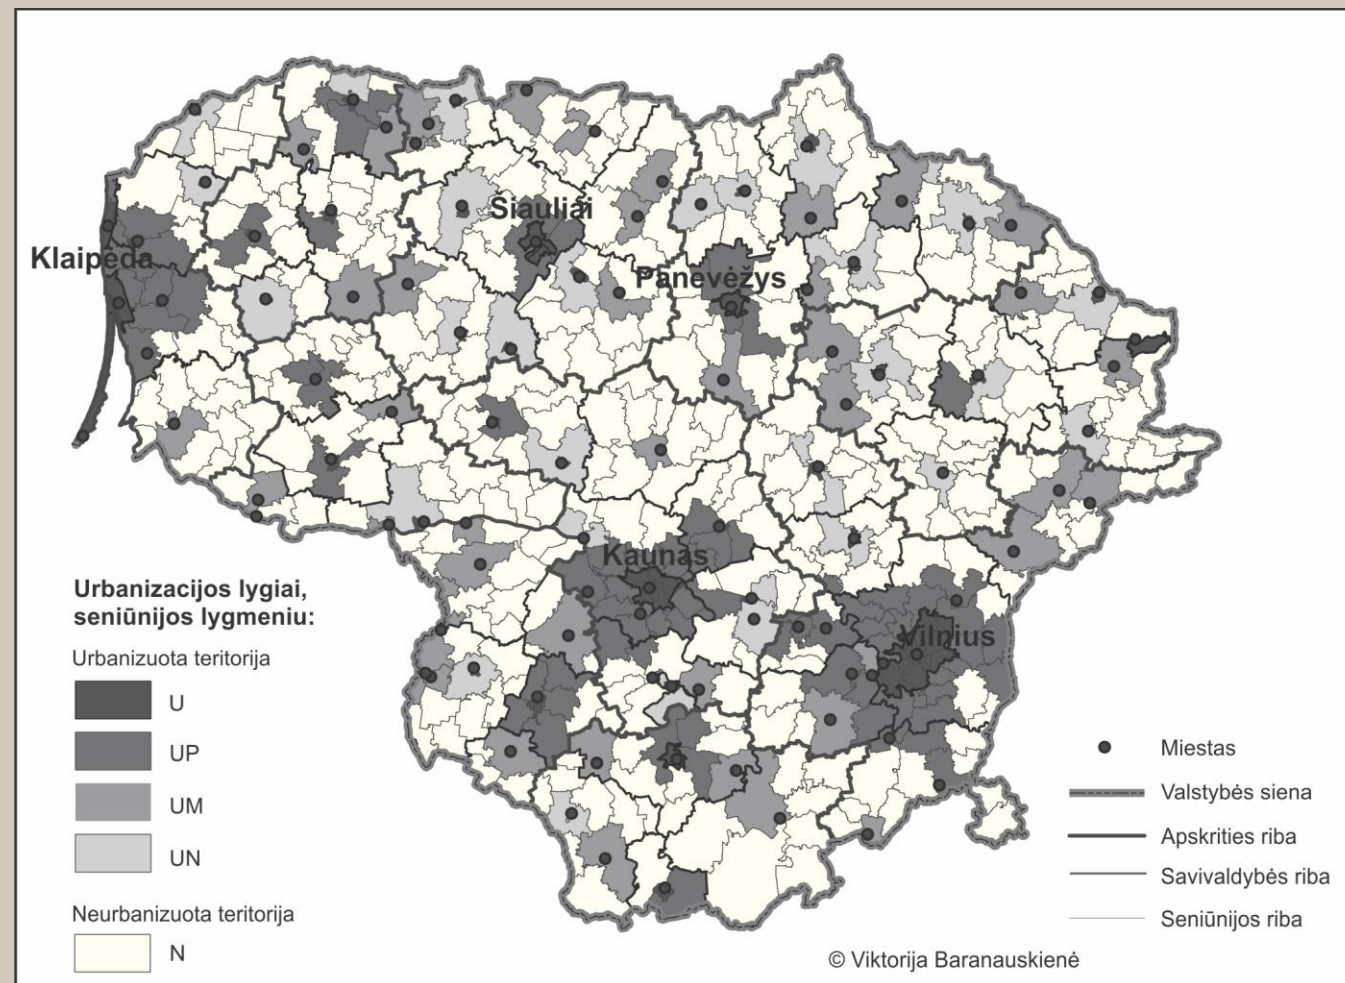 Šiauliai
Klaipėda
Panevėžys
Kaunas
Vilnius
Urbanizacijos lygiai,
seniūnijos lygmeniu:
Urbanizuota teritorija
U
UP
UM
UN
Neurbanizuota teritorija
N
Miestas
Valstybės siena
Apskrities riba
Savivaldybės riba
Seniūnijos riba
© Viktorija Baranauskienė